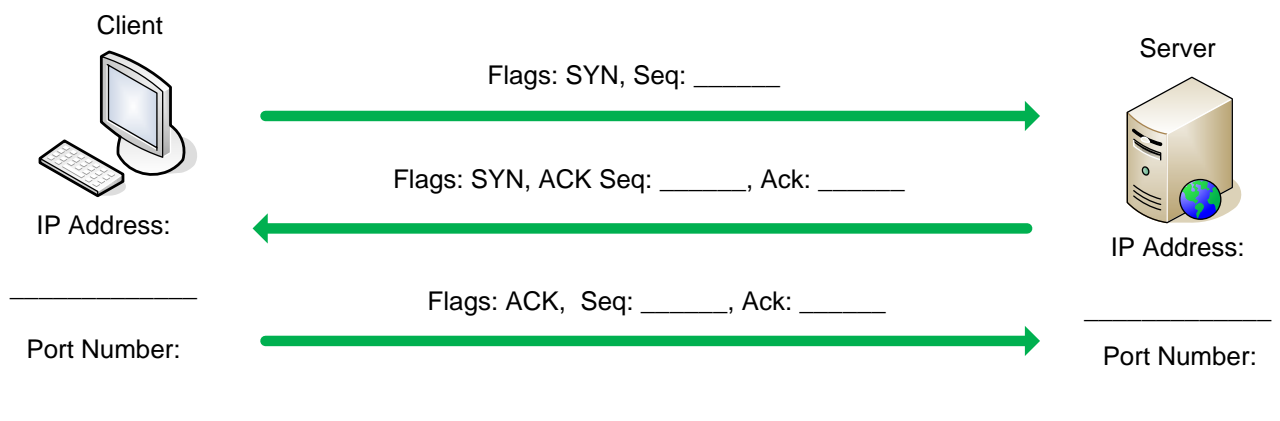 Client
Server
Flags: SYN, Seq: ______
Flags: SYN, ACK Seq: ______, Ack: ______
IP Address:
IP Address:
_____________
Flags: ACK,  Seq: ______, Ack: ______
_____________
Port Number:
Port Number: